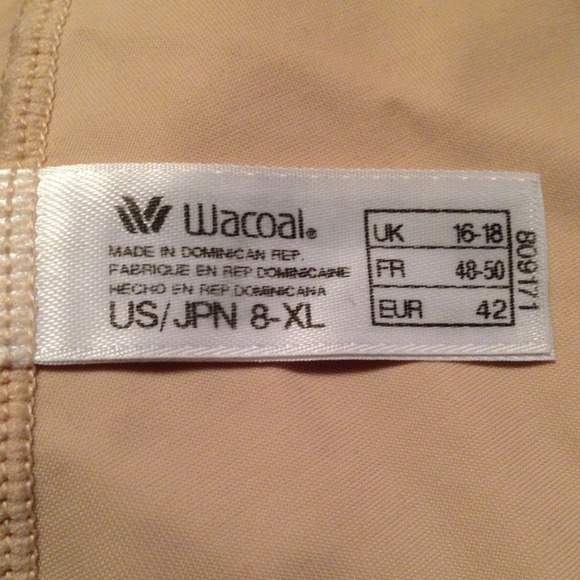 Wacoal®
MADE IN DOMINICAN REP.
FABRIQUE EN REP DOMINICAINE
HECHO EN REP DOMINICANA
US/JPN 8-XL
UK 16-18
FR 48-50
EUR 42
809171